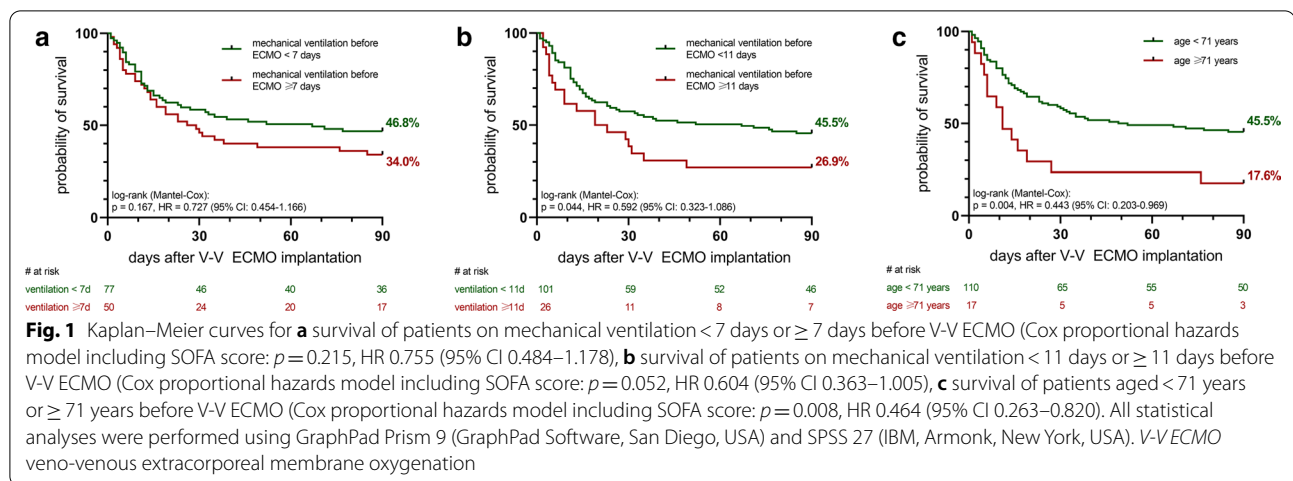 a
probability of survival
100
50
0
0
30
60
90
mechanical ventilation before
ECMO < 7 days
mechanical ventilation before
ECMO ⩾7 days
46.8%
34.0%
log-rank (Mantel-Cox):
p = 0.167, HR = 0.727 (95% CI: 0.454-1.166)
days after V-V ECMO implantation
# at risk
ventilation < 7d 77 46 40 36
ventilation ⩾7d 50 24 20 17
b
probability of survival
100
50
0
0
30
60
90
mechanical ventilation before
ECMO <11 days
mechanical ventilation before
ECMO ⩾11 days
45.5%
26.9%
log-rank (Mantel-Cox):
p = 0.044, HR = 0.592 (95% CI: 0.323-1.086)
days after V-V ECMO implantation
# at risk
ventilation < 11d 101 59 52 46
ventilation ⩾11d 26 11 8 7
c
probability of survival
100
50
0
0
30
60
90
age < 71 years
age ⩾71 years
45.5%
17.6%
log-rank (Mantel-Cox):
p = 0.004, HR = 0.443 (95% CI: 0.203-0.969)
days after V-V ECMO implantation
# at risk
age < 71 years 110 65 55 50
age ⩾71 years 17 5 5 3
Fig. 1 Kaplan–Meier curves for a survival of patients on mechanical ventilation < 7 days or ≥ 7 days before V-V ECMO (Cox proportional hazards
model including SOFA score: p = 0.215, HR 0.755 (95% CI 0.484–1.178), b survival of patients on mechanical ventilation < 11 days or ≥ 11 days before
V-V ECMO (Cox proportional hazards model including SOFA score: p = 0.052, HR 0.604 (95% CI 0.363–1.005), c survival of patients aged < 71 years
or ≥ 71 years before V-V ECMO (Cox proportional hazards model including SOFA score: p = 0.008, HR 0.464 (95% CI 0.263–0.820). All statistical
analyses were performed using GraphPad Prism 9 (GraphPad Software, San Diego, USA) and SPSS 27 (IBM, Armonk, New York, USA). V-V ECMO
veno-venous extracorporeal membrane oxygenation